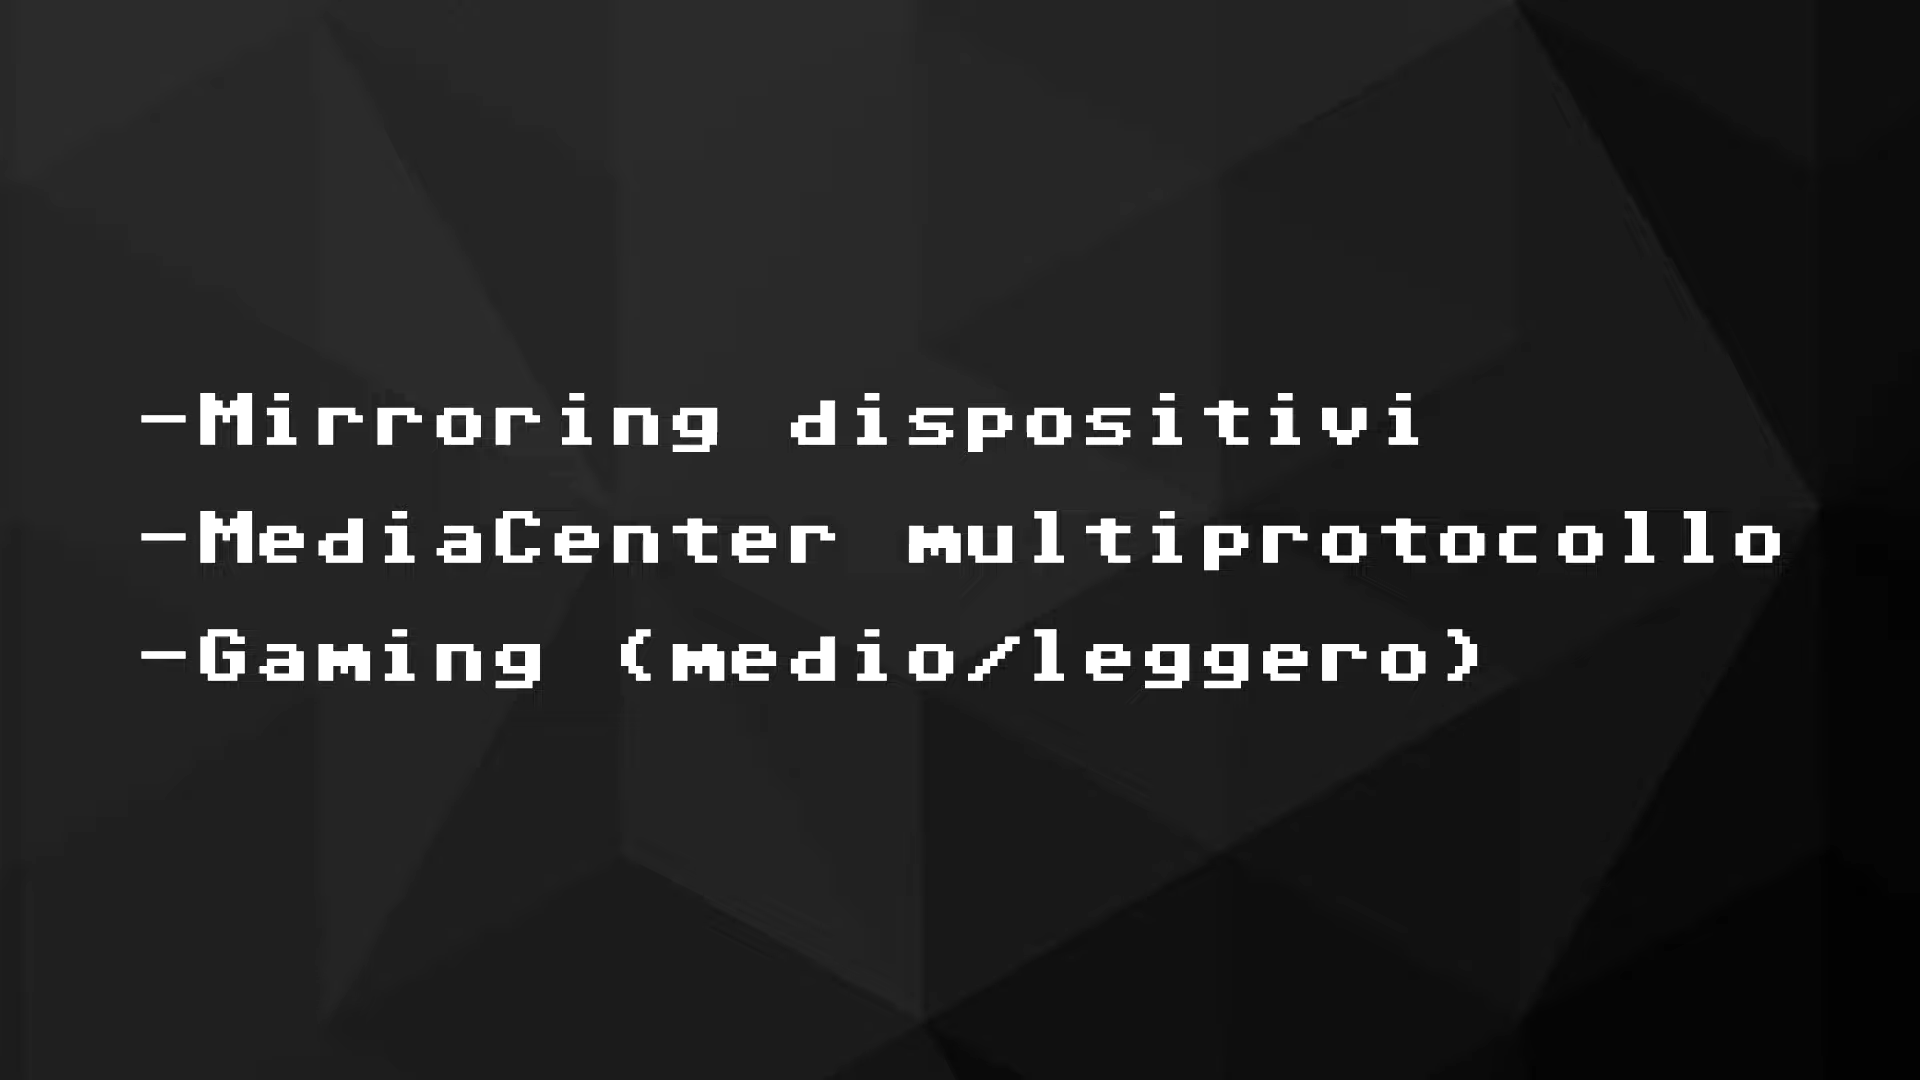 -Mirroring dispositivi
-MediaCenter multiprotocollo
-Gaming (medio/leggero)